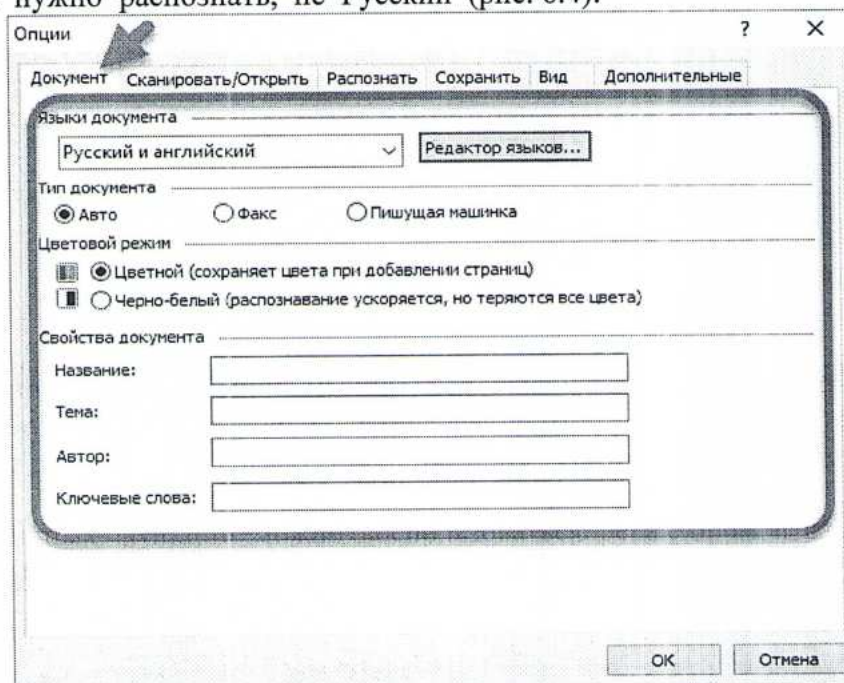 нужно распознать, не Русский (рис. 6.4).
Опции ? ✕
Документ Сканировать/Открыть Распознать Сохранить Вид Дополнительные
Языки документа
Русский и английский Редактор языков...
Тип документа
Авто Факс Пишущая машинка
Цветовой режим
Цветной (сохраняет цвета при добавлении страниц)
Черно-белый (распознавание ускоряется, но теряются все цвета)
Свойства документа
Название:
Тема:
Автор:
Ключевые слова:
OK Отмена